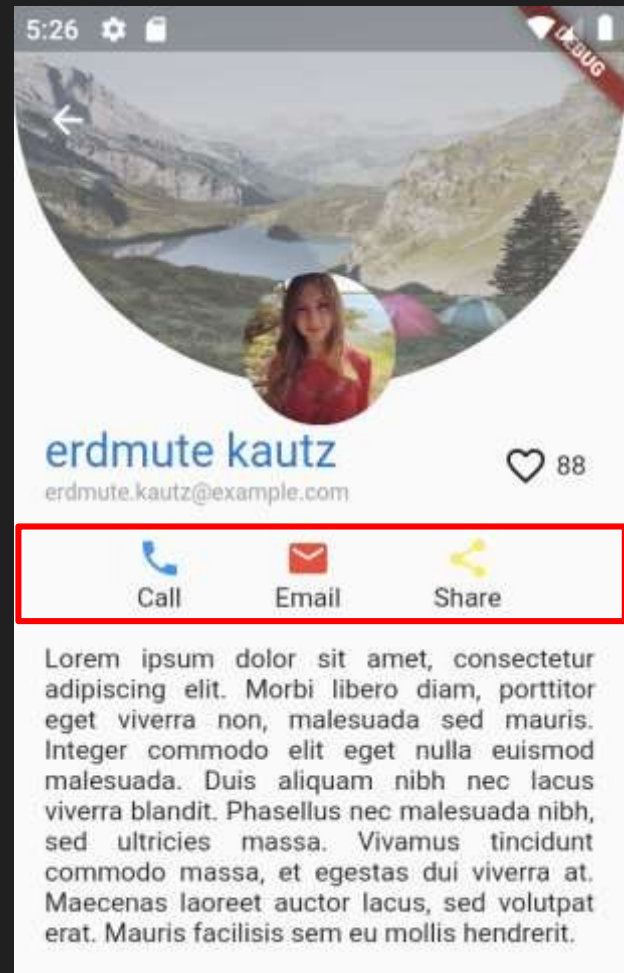 5:26
DEBUG
erdmute kautz
88
erdmute.kautz@example.com
Call Email Share
Lorem ipsum dolor sit amet, consectetur
adipiscing elit. Morbi libero diam, porttitor
eget viverra non, malesuada sed mauris.
Integer commodo elit eget nulla euismod
malesuada. Duis aliquam nibh nec lacus
viverra blandit. Phasellus nec malesuada nibh,
sed ultricies massa. Vivamus tincidunt
commodo massa, et egestas dui viverra at.
Maecenas laoreet auctor lacus, sed volutpat
erat. Mauris facilisis sem eu mollis hendrerit.